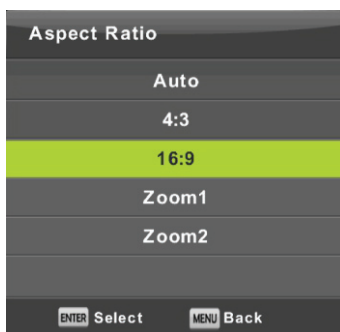 Aspect Ratio
Auto
4:3
16:9
Zoom1
Zoom2
ENTER Select MENU Back